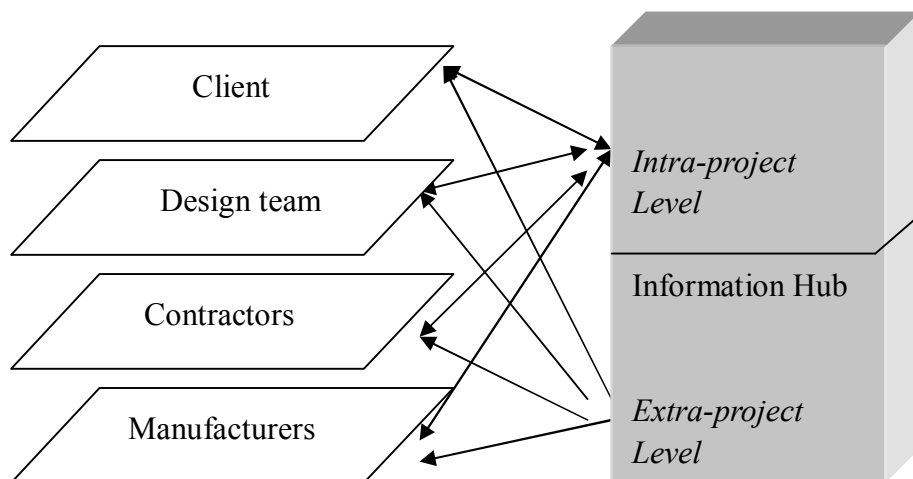 Client
Design team
Contractors
Manufacturers
Intra-project
Level
Information Hub
Extra-project
Level